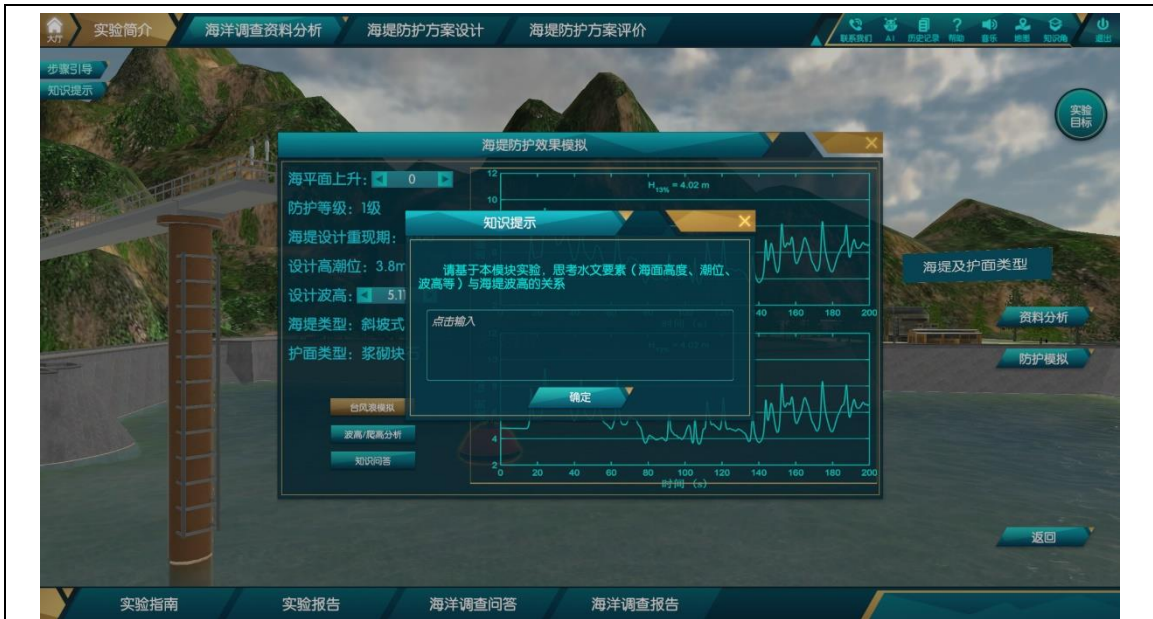 大厅
实验简介
海洋调查资料分析
海堤防护方案设计
海堤防护方案评价
联系我们
AI
历史记录
帮助
音乐
地图
知识角
退出
步骤引导
知识提示
实验
目标
海堤防护效果模拟
海平面上升: 0
防护等级: 1级
海堤设计重现期:
设计高潮位: 3.8m
设计波高: 5.1
海堤类型: 斜坡式
护面类型: 浆砌块
台风浪模拟
波高/爬高分析
知识问答
12
10
H13% = 4.02 m
140 160 180 200
4
2
0 20 40 60 80 100 120 140 160 180 200
时间 (s)
知识提示
请基于本模块实验,思考水文要素(海面高度、潮位、
波高等)与海堤波高的关系
点击输入
确定
海堤及护面类型
资料分析
防护模拟
返回
实验指南
实验报告
海洋调查问答
海洋调查报告